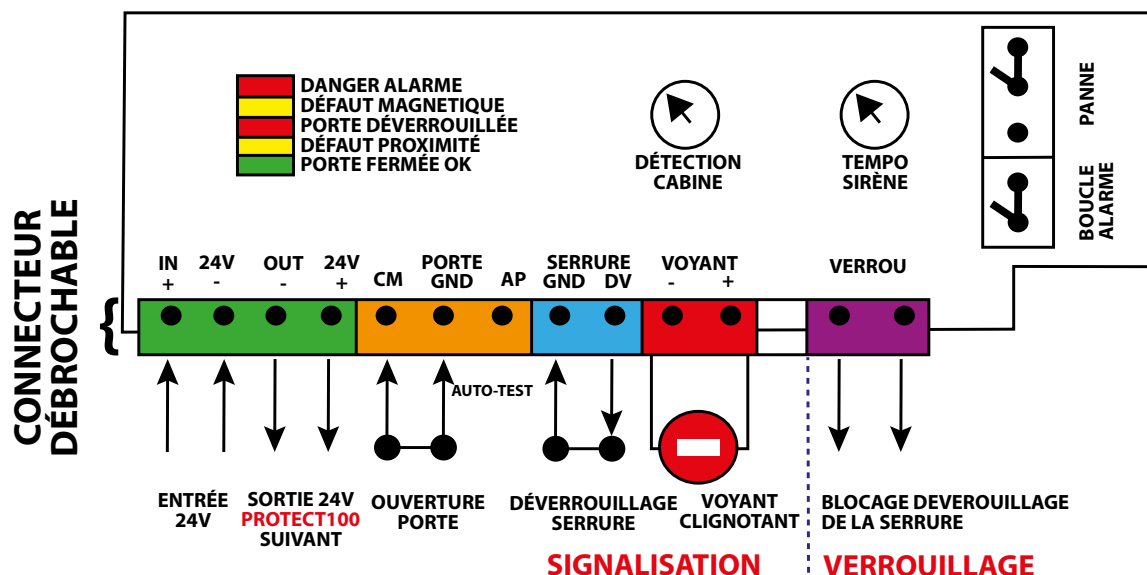 DANGER ALARME
DÉFAUT MAGNETIQUE
PORTE DÉVERROUILLÉE
DÉFAUT PROXIMITÉ
PORTE FERMÉE OK
DÉTECTION
CABINE
TEMPO
SIRÈNE
PANNE
BOUCLE
ALARME
CONNECTEUR
DÉBROCHABLE
{
IN 24V OUT 24V
+ - - +
PORTE
CM GND AP
SERRURE
GND DV
VOYANT
- +
VERROU
AUTO-TEST
ENTRÉE
24V
SORTIE 24V
PROTECT100
SUIVANT
OUVERTURE
PORTE
DÉVERROUILLAGE
SERRURE
VOYANT
CLIGNOTANT
BLOCAGE DEVEROUILLAGE
DE LA SERRURE
SIGNALISATION
VERROUILLAGE